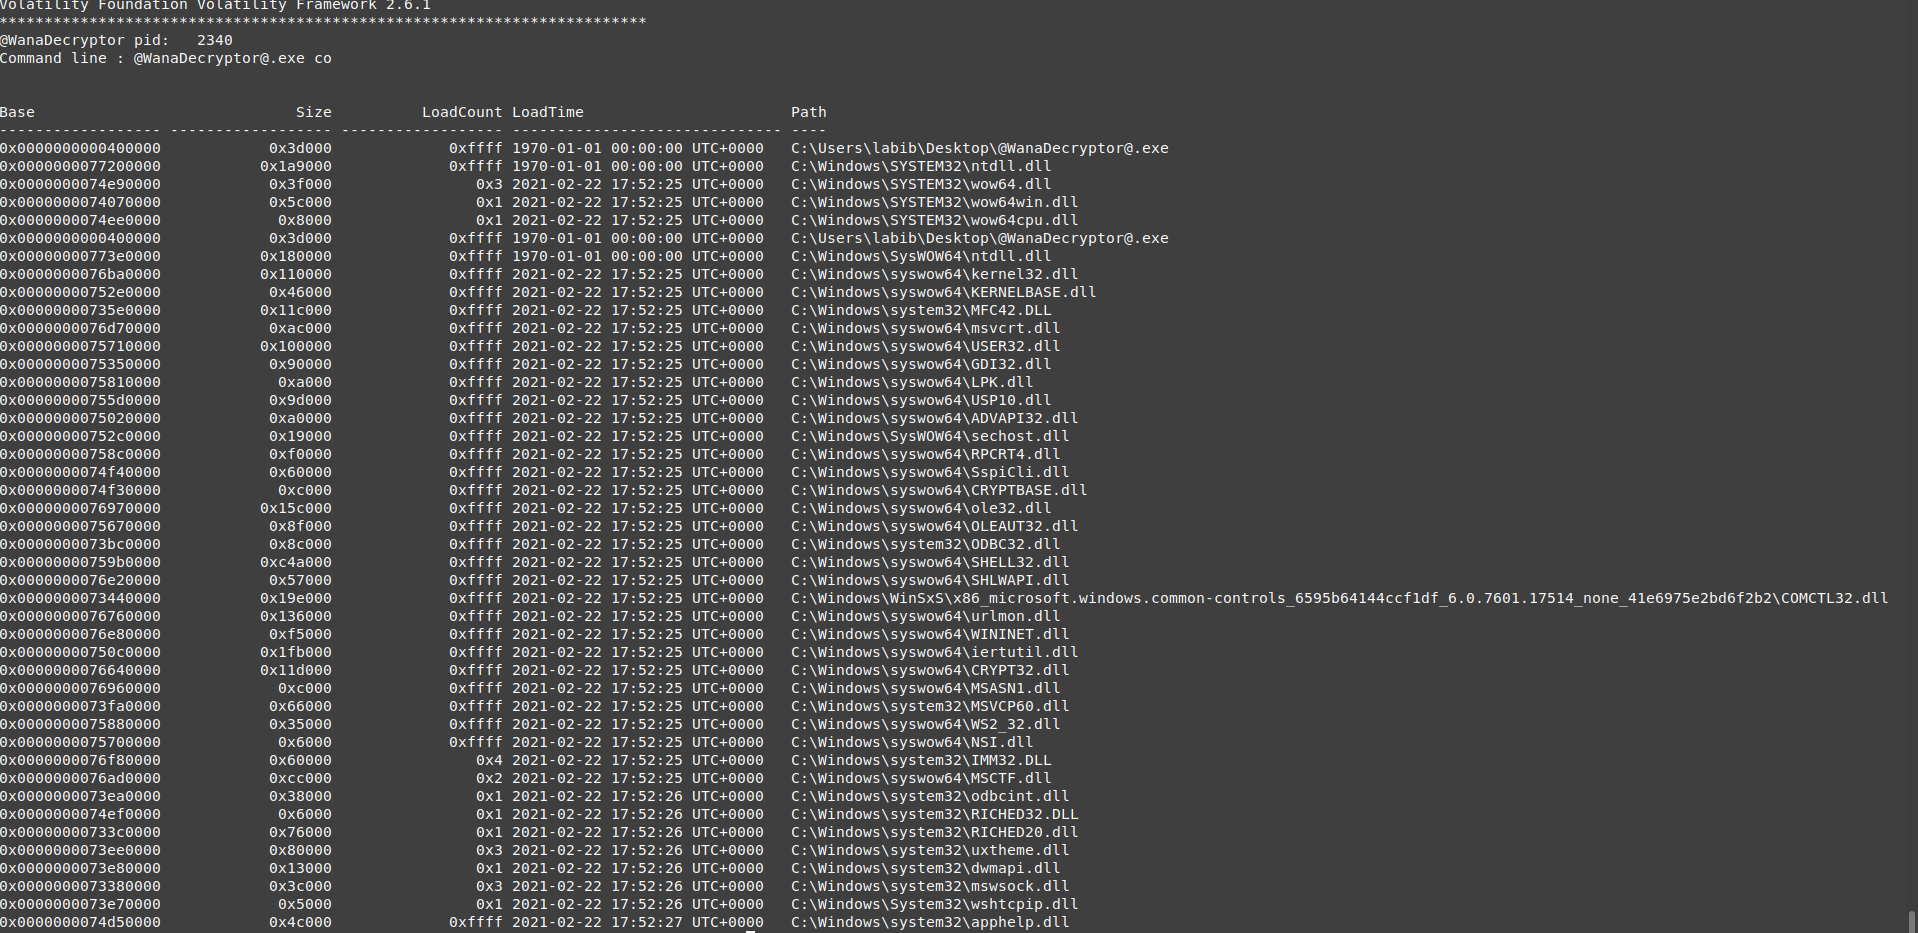 Volatility Foundation Volatility Framework 2.6.1
************************************************************************
@WanaDecryptor pid:   2340
Command line : @WanaDecryptor@.exe co
Base                             Size          LoadCount LoadTime                       Path
------------------ ------------------ ------------------ ------------------------------ ----
0x0000000000400000            0x3d000             0xffff 1970-01-01 00:00:00 UTC+0000   C:\Users\labib\Desktop\@WanaDecryptor@.exe
0x0000000077200000           0x1a9000             0xffff 1970-01-01 00:00:00 UTC+0000   C:\Windows\SYSTEM32\ntdll.dll
0x0000000074e90000            0x3f000                0x3 2021-02-22 17:52:25 UTC+0000   C:\Windows\SYSTEM32\wow64.dll
0x0000000074070000            0x5c000                0x1 2021-02-22 17:52:25 UTC+0000   C:\Windows\SYSTEM32\wow64win.dll
0x0000000074ee0000             0x8000                0x1 2021-02-22 17:52:25 UTC+0000   C:\Windows\SYSTEM32\wow64cpu.dll
0x0000000000400000            0x3d000             0xffff 1970-01-01 00:00:00 UTC+0000   C:\Users\labib\Desktop\@WanaDecryptor@.exe
0x00000000773e0000           0x180000             0xffff 1970-01-01 00:00:00 UTC+0000   C:\Windows\SysWOW64\ntdll.dll
0x0000000076ba0000           0x110000             0xffff 2021-02-22 17:52:25 UTC+0000   C:\Windows\syswow64\kernel32.dll
0x00000000752e0000            0x46000             0xffff 2021-02-22 17:52:25 UTC+0000   C:\Windows\syswow64\KERNELBASE.dll
0x00000000735e0000           0x11c000             0xffff 2021-02-22 17:52:25 UTC+0000   C:\Windows\system32\MFC42.DLL
0x0000000076d70000            0xac000             0xffff 2021-02-22 17:52:25 UTC+0000   C:\Windows\syswow64\msvcrt.dll
0x0000000075710000           0x100000             0xffff 2021-02-22 17:52:25 UTC+0000   C:\Windows\syswow64\USER32.dll
0x0000000075350000            0x90000             0xffff 2021-02-22 17:52:25 UTC+0000   C:\Windows\syswow64\GDI32.dll
0x0000000075810000             0xa000             0xffff 2021-02-22 17:52:25 UTC+0000   C:\Windows\syswow64\LPK.dll
0x00000000755d0000            0x9d000             0xffff 2021-02-22 17:52:25 UTC+0000   C:\Windows\syswow64\USP10.dll
0x0000000075020000            0xa0000             0xffff 2021-02-22 17:52:25 UTC+0000   C:\Windows\syswow64\ADVAPI32.dll
0x00000000752c0000            0x19000             0xffff 2021-02-22 17:52:25 UTC+0000   C:\Windows\SysWOW64\sechost.dll
0x00000000758c0000            0xf0000             0xffff 2021-02-22 17:52:25 UTC+0000   C:\Windows\syswow64\RPCRT4.dll
0x0000000074f40000            0x60000             0xffff 2021-02-22 17:52:25 UTC+0000   C:\Windows\syswow64\SspiCli.dll
0x0000000074f30000             0xc000             0xffff 2021-02-22 17:52:25 UTC+0000   C:\Windows\syswow64\CRYPTBASE.dll
0x0000000076970000           0x15c000             0xffff 2021-02-22 17:52:25 UTC+0000   C:\Windows\syswow64\ole32.dll
0x0000000075670000            0x8f000             0xffff 2021-02-22 17:52:25 UTC+0000   C:\Windows\syswow64\OLEAUT32.dll
0x0000000073bc0000            0x8c000             0xffff 2021-02-22 17:52:25 UTC+0000   C:\Windows\system32\ODBC32.dll
0x00000000759b0000           0xc4a000             0xffff 2021-02-22 17:52:25 UTC+0000   C:\Windows\syswow64\SHELL32.dll
0x0000000076e20000            0x57000             0xffff 2021-02-22 17:52:25 UTC+0000   C:\Windows\syswow64\SHLWAPI.dll
0x0000000073440000           0x19e000             0xffff 2021-02-22 17:52:25 UTC+0000   C:\Windows\WinSxS\x86_microsoft.windows.common-controls_6595b64144ccf1df_6.0.7601.17514_none_41e6975e2bd6f2b2\COMCTL32.dll
0x0000000076760000           0x136000             0xffff 2021-02-22 17:52:25 UTC+0000   C:\Windows\syswow64\urlmon.dll
0x0000000076e80000            0xf5000             0xffff 2021-02-22 17:52:25 UTC+0000   C:\Windows\syswow64\WININET.dll
0x00000000750c0000           0x1fb000             0xffff 2021-02-22 17:52:25 UTC+0000   C:\Windows\syswow64\iertutil.dll
0x0000000076640000           0x11d000             0xffff 2021-02-22 17:52:25 UTC+0000   C:\Windows\syswow64\CRYPT32.dll
0x0000000076960000             0xc000             0xffff 2021-02-22 17:52:25 UTC+0000   C:\Windows\syswow64\MSASN1.dll
0x0000000073fa0000            0x66000             0xffff 2021-02-22 17:52:25 UTC+0000   C:\Windows\system32\MSVCP60.dll
0x0000000075880000            0x35000             0xffff 2021-02-22 17:52:25 UTC+0000   C:\Windows\syswow64\WS2_32.dll
0x0000000075700000             0x6000             0xffff 2021-02-22 17:52:25 UTC+0000   C:\Windows\syswow64\NSI.dll
0x0000000076f80000            0x60000                0x4 2021-02-22 17:52:25 UTC+0000   C:\Windows\system32\IMM32.DLL
0x0000000076ad0000            0xcc000                0x2 2021-02-22 17:52:25 UTC+0000   C:\Windows\syswow64\MSCTF.dll
0x0000000073ea0000            0x38000                0x1 2021-02-22 17:52:26 UTC+0000   C:\Windows\system32\odbcint.dll
0x0000000074ef0000             0x6000                0x1 2021-02-22 17:52:26 UTC+0000   C:\Windows\system32\RICHED32.DLL
0x00000000733c0000            0x76000                0x1 2021-02-22 17:52:26 UTC+0000   C:\Windows\system32\RICHED20.dll
0x0000000073ee0000            0x80000                0x3 2021-02-22 17:52:26 UTC+0000   C:\Windows\system32\uxtheme.dll
0x0000000073e80000            0x13000                0x1 2021-02-22 17:52:26 UTC+0000   C:\Windows\system32\dwmapi.dll
0x0000000073380000            0x3c000                0x3 2021-02-22 17:52:26 UTC+0000   C:\Windows\system32\mswsock.dll
0x0000000073e70000             0x5000                0x1 2021-02-22 17:52:26 UTC+0000   C:\Windows\System32\wshtcpip.dll
0x0000000074d50000            0x4c000             0xffff 2021-02-22 17:52:27 UTC+0000   C:\Windows\system32\apphelp.dll